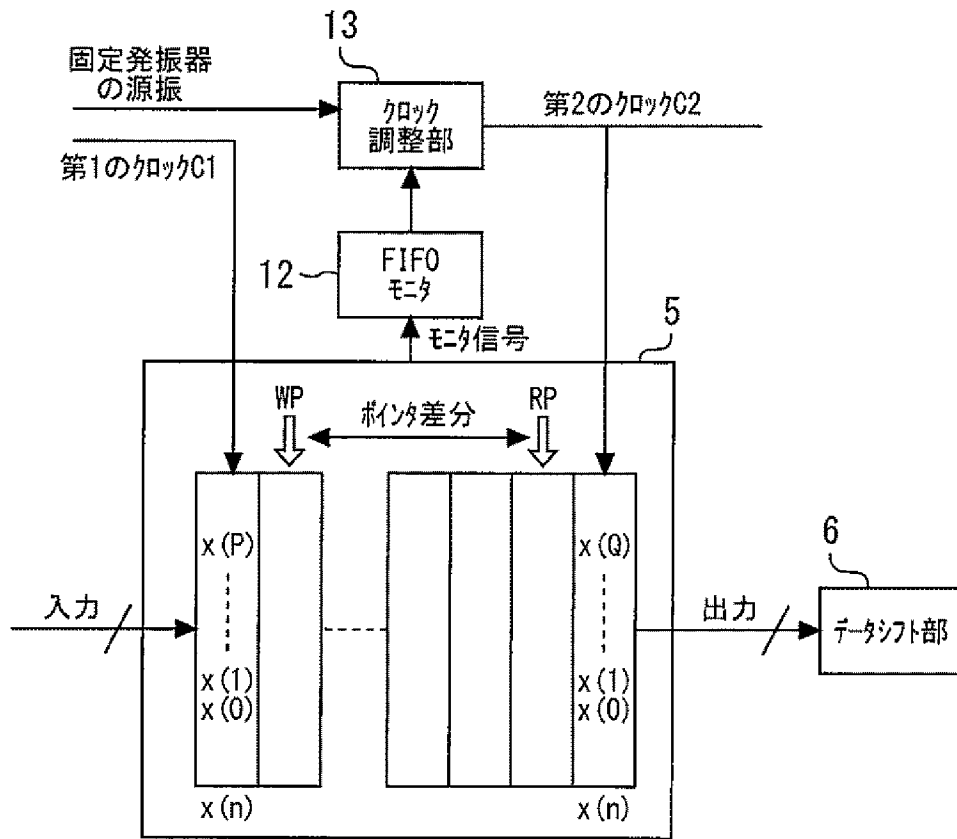 13
固定発振器
の源振
クロック
調整部
第2のクロックC2
第1のクロックC1
12
FIFO
モニタ
モニタ信号
5
WP
ポインタ差分
RP
x(P)
x(Q)
6
入力
出力
データシフト部
x(1)
x(0)
x(1)
x(0)
x(n)
x(n)